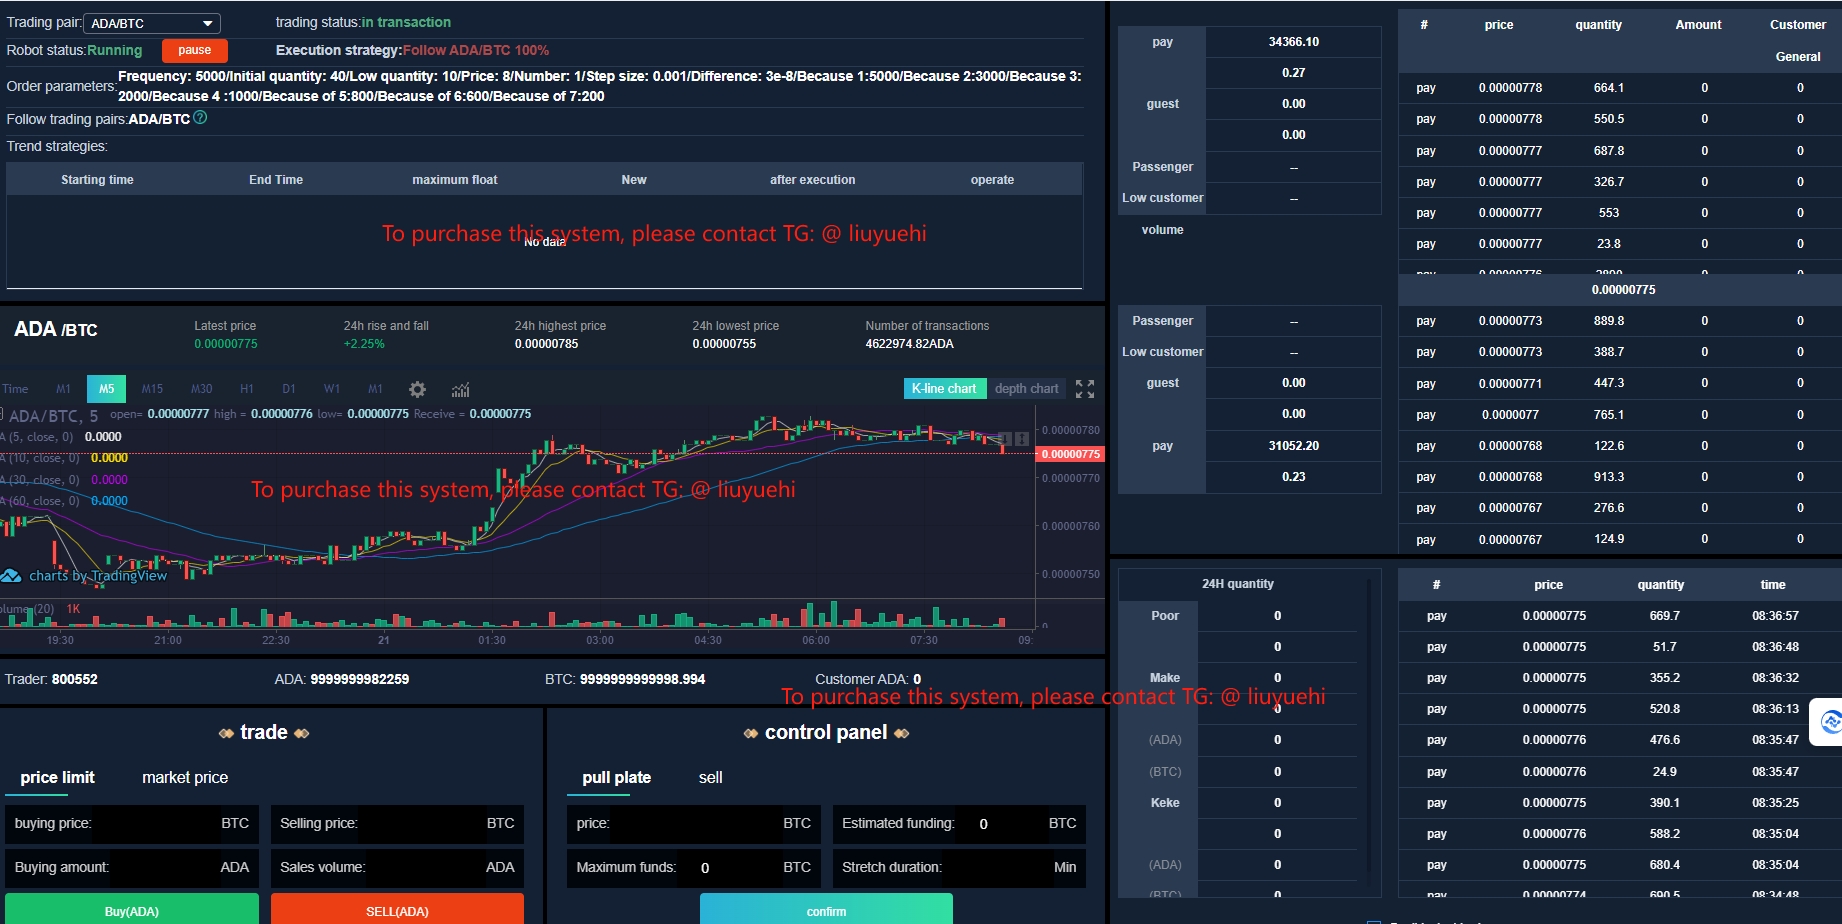 Trading pair: ADA/BTC trading status:in transaction
Robot status:Running pause Execution strategy:Follow ADA/BTC 100%
Order parameters: Frequency: 5000/Initial quantity: 40/Low quantity: 10/Price: 8/Number: 1/Step size: 0.001/Difference: 3e-8/Because 1:5000/Because 2:3000/Because 3:
2000/Because 4 :1000/Because of 5:800/Because of 6:600/Because of 7:200
Follow trading pairs:ADA/BTC ?
Trend strategies:
Starting time End Time maximum float New after execution operate
To purchase this system, please contact TG: @ liuyuehi
No data
ADA /BTC
Latest price 24h rise and fall 24h highest price 24h lowest price Number of transactions
0.00000775 +2.25% 0.00000785 0.00000755 4622974.82ADA
Time M1 M5 M15 M30 H1 D1 W1 M1 K-line chart depth chart
ADA/BTC, 5 open= 0.00000777 high = 0.00000776 low= 0.00000775 Receive = 0.00000775
A (5, close, 0) 0.0000
A (10, close, 0) 0.0000
A (30, close, 0) 0.0000
A (60, close, 0) 0.0000
0.00000780
0.00000775
0.00000770
0.00000760
0.00000750
To purchase this system, please contact TG: @ liuyuehi
charts by TradingView
olume (20) 1K
0
19:30 21:00 22:30 21 01:30 03:00 04:30 06:00 07:30 09:
Trader: 800552 ADA: 9999999982259 BTC: 9999999999998.994 Customer ADA: 0
To purchase this system, please contact TG: @ liuyuehi
trade
price limit market price
buying price: BTC Selling price: BTC
Buying amount: ADA Sales volume: ADA
Buy(ADA) SELL(ADA)
control panel
pull plate sell
price: BTC Estimated funding: 0 BTC
Maximum funds: 0 BTC Stretch duration: Min
confirm
pay 34366.10
0.27
guest 0.00
0.00
Passenger --
Low customer --
volume
Passenger --
Low customer --
guest 0.00
0.00
pay 31052.20
0.23
# price quantity Amount Customer
General
pay 0.00000778 664.1 0 0
pay 0.00000778 550.5 0 0
pay 0.00000777 687.8 0 0
pay 0.00000777 326.7 0 0
pay 0.00000777 553 0 0
pay 0.00000777 23.8 0 0
0.00000775
pay 0.00000773 889.8 0 0
pay 0.00000773 388.7 0 0
pay 0.00000771 447.3 0 0
pay 0.0000077 765.1 0 0
pay 0.00000768 122.6 0 0
pay 0.00000768 913.3 0 0
pay 0.00000767 276.6 0 0
pay 0.00000767 124.9 0 0
24H quantity
Poor 0
0
Make 0
0
(ADA) 0
(BTC) 0
Keke 0
0
(ADA) 0
(BTC) 0
# price quantity time
pay 0.00000775 669.7 08:36:57
pay 0.00000775 51.7 08:36:48
pay 0.00000775 355.2 08:36:32
pay 0.00000775 520.8 08:36:13
pay 0.00000776 476.6 08:35:47
pay 0.00000776 24.9 08:35:47
pay 0.00000775 390.1 08:35:25
pay 0.00000776 588.2 08:35:04
pay 0.00000775 680.4 08:35:04
pay 0.00000774 690.5 08:34:48